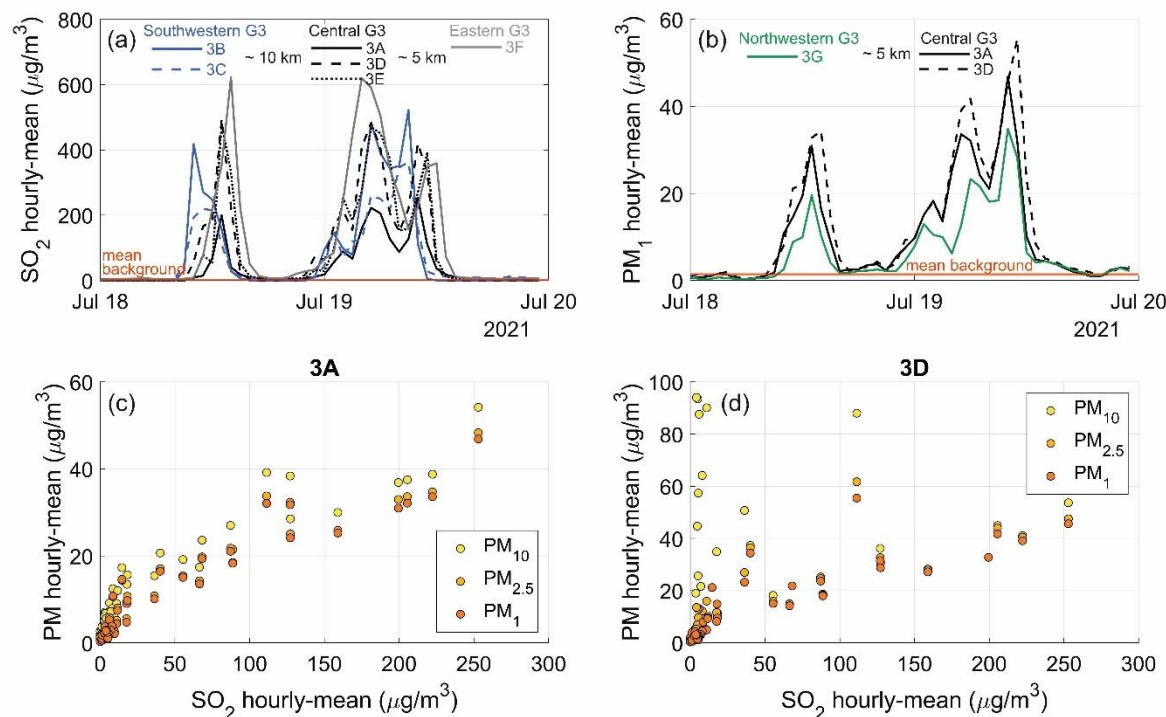 (a)
Southwestern G3
3B
3C
~ 10 km
Central G3
3A
3D
3E
~ 5 km
Eastern G3
3F
SO2 hourly-mean (μg/m3)
800
600
400
200
0
mean
background
Jul 18
Jul 19
Jul 20
2021
(b)
Northwestern G3
3G
~ 5 km
Central G3
3A
3D
PM1 hourly-mean (μg/m3)
60
40
20
0
mean background
Jul 18
Jul 19
Jul 20
2021
3A
(c)
PM hourly-mean (μg/m3)
60
40
20
0
PM10
PM2.5
PM1
0
50
100
150
200
250
300
SO2 hourly-mean (μg/m3)
3D
(d)
PM hourly-mean (μg/m3)
100
80
60
40
20
0
PM10
PM2.5
PM1
0
50
100
150
200
250
300
SO2 hourly-mean (μg/m3)